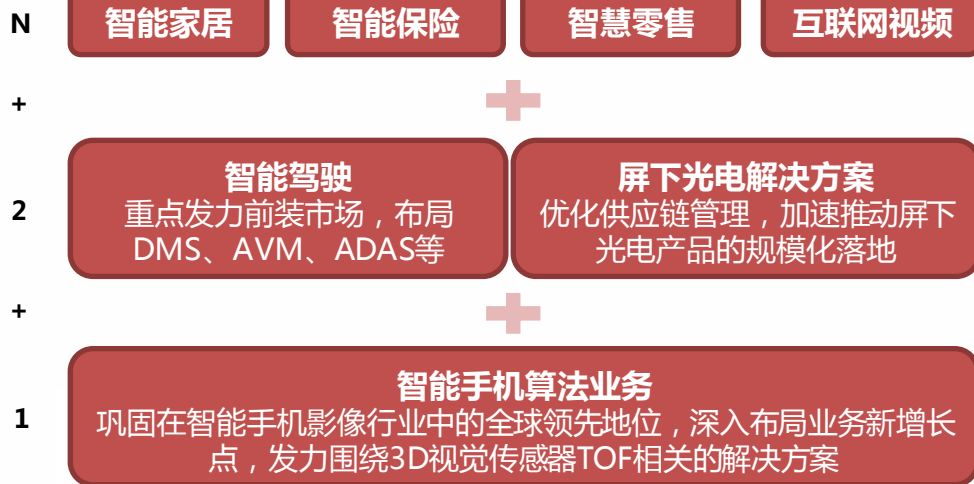 N
智能家居
智能保险
智慧零售
互联网视频
+
智能驾驶
重点发力前装市场，布局
DMS、AVM、ADAS等
2
屏下光电解决方案
优化供应链管理，加速推动屏下
光电产品的规模化落地
+
智能手机算法业务
1
巩固在智能手机影像行业中的全球领先地位，深入布局业务新增长
点，发力围绕3D视觉传感器TOF相关的解决方案